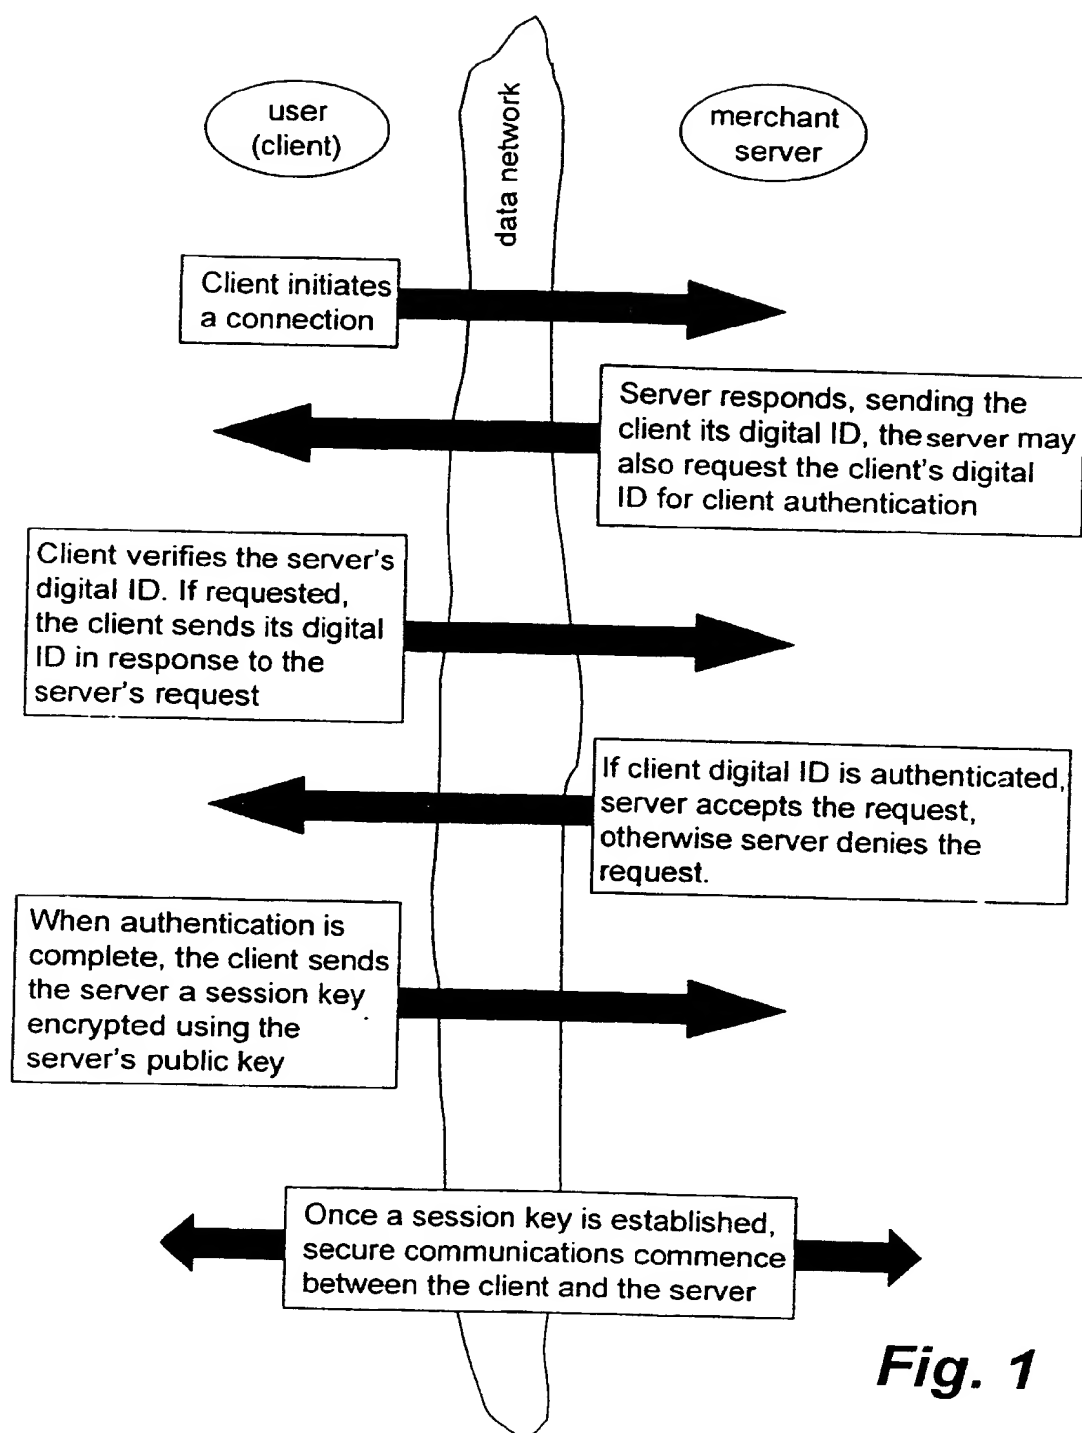 user
(client)
data network
merchant
server
Client initiates
a connection
Server responds, sending the
client its digital ID, the server may
also request the client's digital
ID for client authentication
Client verifies the server's
digital ID. If requested,
the client sends its digital
ID in response to the
server's request
If client digital ID is authenticated,
server accepts the request,
otherwise server denies the
request.
When authentication is
complete, the client sends
the server a session key
encrypted using the
server's public key
Once a session key is established,
secure communications commence
between the client and the server
Fig. 1